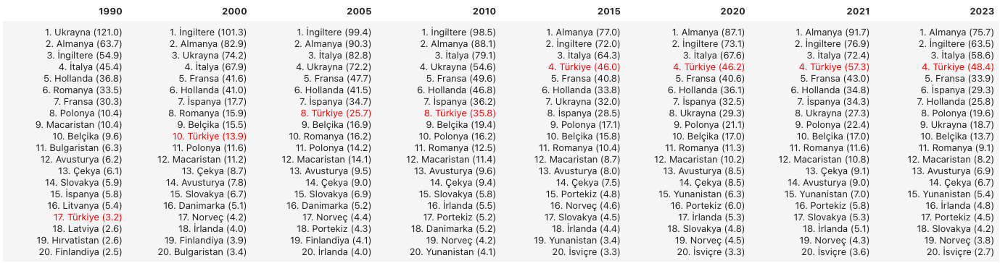 1990 2000 2005 2010 2015 2020 2021 2023
1. Ukrayna (121.0) 1. İngiltere (101.3) 1. İngiltere (99.4) 1. İngiltere (98.5) 1. Almanya (77.0) 1. Almanya (87.1) 1. Almanya (91.7) 1. Almanya (75.7)
2. Almanya (63.7) 2. Almanya (82.9) 2. Almanya (90.3) 2. Almanya (88.1) 2. İngiltere (72.0) 2. İngiltere (73.1) 2. İngiltere (76.9) 2. İngiltere (63.5)
3. İngiltere (54.9) 3. Ukrayna (74.2) 3. İtalya (82.8) 3. İtalya (79.1) 3. İtalya (64.3) 3. İtalya (67.6) 3. İtalya (72.4) 3. İtalya (58.6)
4. İtalya (45.4) 4. İtalya (67.9) 4. Ukrayna (72.2) 4. Ukrayna (54.6) 4. Türkiye (46.0) 4. Türkiye (46.2) 4. Türkiye (57.3) 4. Türkiye (48.4)
5. Hollanda (36.8) 5. Fransa (41.6) 5. Fransa (47.7) 5. Fransa (49.6) 5. Fransa (40.8) 5. Fransa (40.6) 5. Fransa (43.0) 5. Fransa (33.9)
6. Romanya (33.5) 6. Hollanda (41.0) 6. Hollanda (41.5) 6. Hollanda (46.8) 6. Hollanda (33.8) 6. Hollanda (36.1) 6. Hollanda (34.8) 6. İspanya (29.3)
7. Fransa (30.3) 7. İspanya (17.7) 7. İspanya (34.7) 7. İspanya (36.2) 7. Ukrayna (32.0) 7. İspanya (32.5) 7. İspanya (34.3) 7. Hollanda (25.8)
8. Polonya (10.4) 8. Romanya (15.9) 8. Türkiye (25.7) 8. Türkiye (35.8) 8. İspanya (28.5) 8. Ukrayna (29.3) 8. Ukrayna (27.3) 8. Polonya (19.6)
9. Macaristan (10.4) 9. Belçika (15.5) 9. Belçika (16.9) 9. Belçika (19.4) 9. Polonya (17.1) 9. Polonya (21.1) 9. Polonya (22.4) 9. Ukrayna (18.7)
10. Belçika (9.6) 10. Türkiye (13.9) 10. Romanya (16.2) 10. Polonya (16.2) 10. Belçika (15.8) 10. Belçika (17.0) 10. Belçika (17.0) 10. Belçika (13.7)
11. Bulgaristan (6.3) 11. Polonya (11.6) 11. Polonya (14.2) 11. Romanya (12.5) 11. Romanya (10.4) 11. Romanya (11.3) 11. Romanya (11.6) 11. Romanya (9.1)
12. Avusturya (6.2) 12. Macaristan (11.2) 12. Macaristan (14.1) 12. Macaristan (11.4) 12. Macaristan (8.7) 12. Macaristan (10.2) 12. Macaristan (10.8) 12. Macaristan (8.2)
13. Çekya (6.1) 13. Çekya (8.7) 13. Avusturya (9.5) 13. Avusturya (9.6) 13. Avusturya (8.0) 13. Avusturya (8.5) 13. Çekya (9.1) 13. Avusturya (6.9)
14. Slovakya (5.9) 14. Avusturya (7.8) 14. Çekya (9.0) 14. Çekya (9.4) 14. Çekya (7.5) 14. Çekya (8.5) 14. Avusturya (9.0) 14. Çekya (6.7)
15. İspanya (5.8) 15. Slovakya (6.7) 15. Slovakya (6.9) 15. Slovakya (5.8) 15. Portekiz (4.8) 15. Yunanistan (6.3) 15. Yunanistan (7.0) 15. Yunanistan (5.4)
16. Litvanya (5.4) 16. Danimarka (5.1) 16. Danimarka (5.2) 16. İrlanda (5.5) 16. Norveç (4.6) 16. Portekiz (6.0) 16. Portekiz (5.8) 16. İrlanda (4.8)
17. Türkiye (3.2) 17. Norveç (4.2) 17. Norveç (4.4) 17. Portekiz (5.2) 17. Slovakya (4.5) 17. İrlanda (5.3) 17. Slovakya (5.3) 17. Portekiz (4.5)
18. Latviya (2.6) 18. İrlanda (4.0) 18. Portekiz (4.3) 18. Danimarka (5.2) 18. İrlanda (4.4) 18. Slovakya (4.8) 18. İrlanda (5.1) 18. Slovakya (4.2)
19. Hırvatistan (2.6) 19. Finlandiya (3.9) 19. Finlandiya (4.1) 19. Norveç (4.2) 19. Yunanistan (3.4) 19. Norveç (4.5) 19. Norveç (4.3) 19. Norveç (3.8)
20. Finlandiya (2.5) 20. Bulgaristan (3.4) 20. İrlanda (4.0) 20. Yunanistan (4.1) 20. İsviçre (3.3) 20. İsviçre (3.3) 20. İsviçre (3.6) 20. İsviçre (2.7)